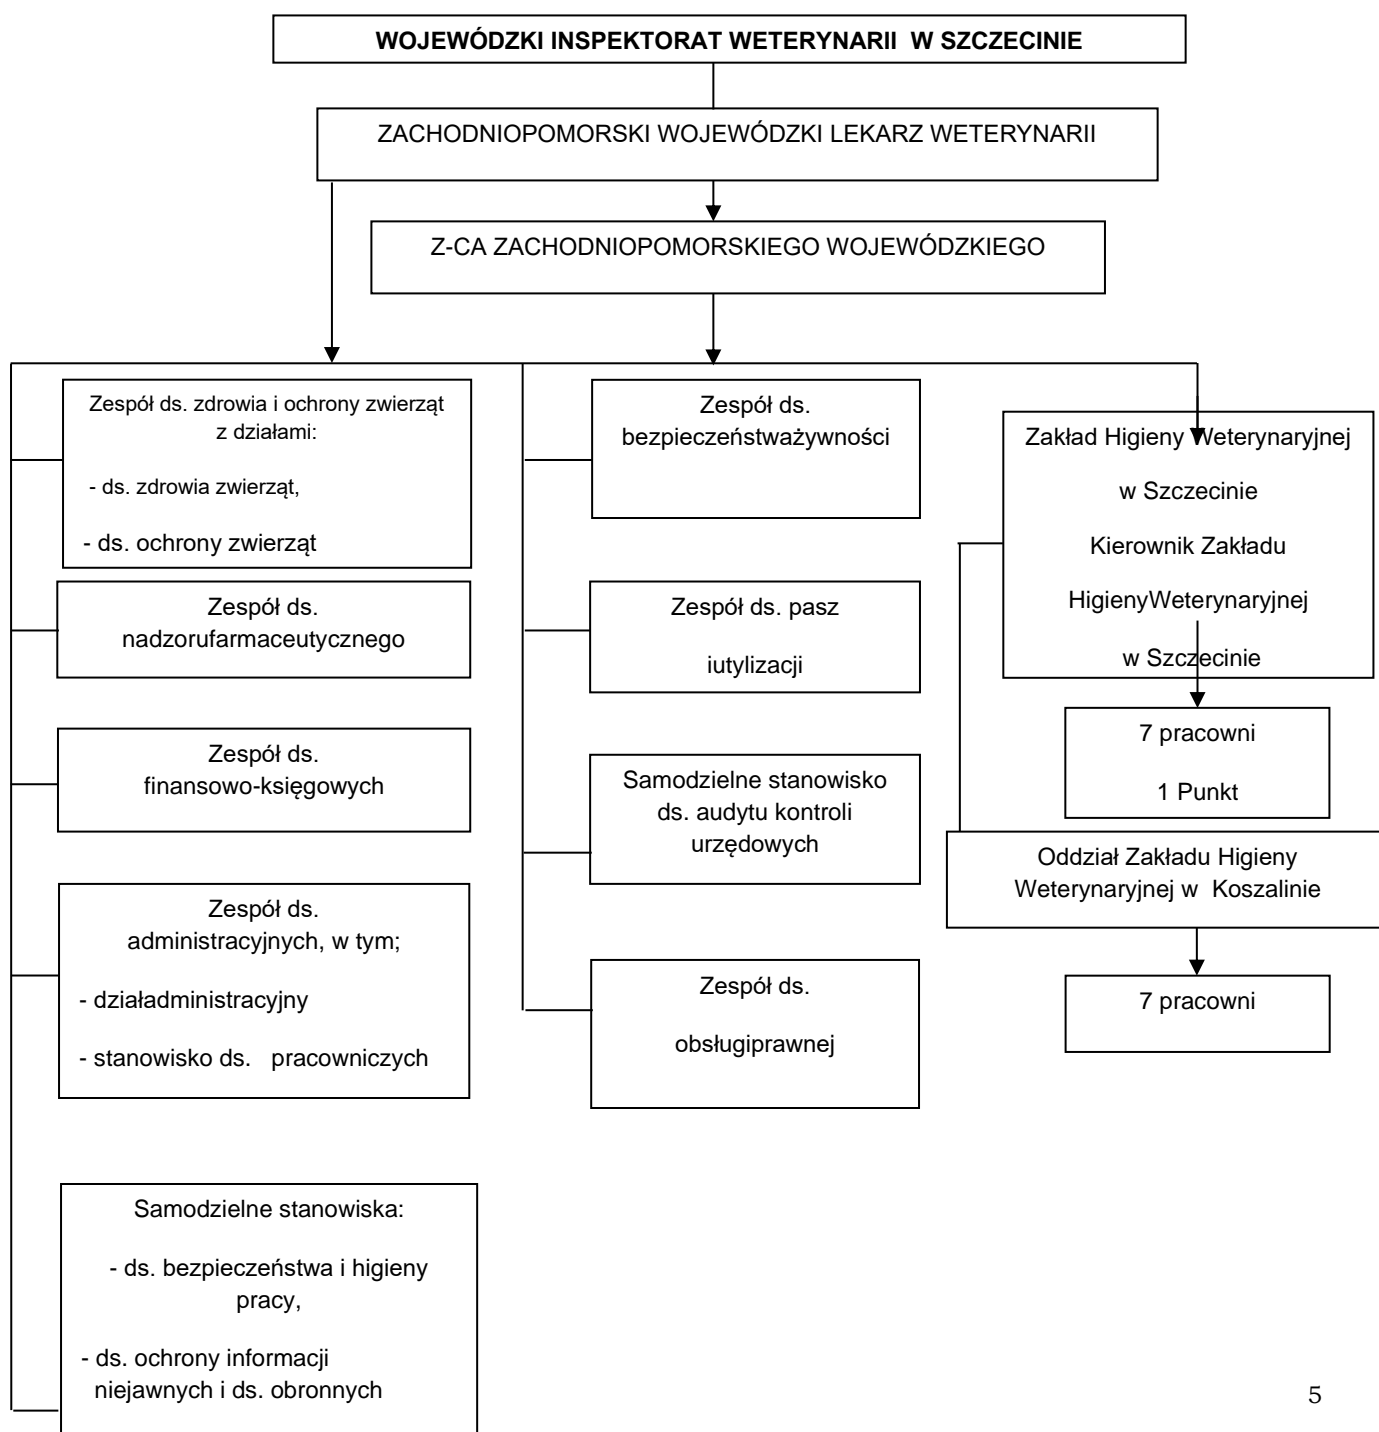 WOJEWÓDZKI INSPEKTORAT WETERYNARII W SZCZECINIE
ZACHODNIOPOMORSKI WOJEWÓDZKI LEKARZ WETERYNARII
Z-CA ZACHODNIOPOMORSKIEGO WOJEWÓDZKIEGO
Zespół ds. zdrowia i ochrony zwierząt
z działami:
- ds. zdrowia zwierząt,
- ds. ochrony zwierząt
Zespół ds.
nadzorufarmaceutycznego
Zespół ds.
finansowo-księgowych
Zespół ds.
administracyjnych, w tym;
- działadministracyjny
- stanowisko ds. pracowniczych
Samodzielne stanowiska:
- ds. bezpieczeństwa i higieny
pracy,
- ds. ochrony informacji
niejawnych i ds. obronnych
Zespół ds.
bezpieczeństważywności
Zespół ds. pasz
iutylizacji
Samodzielne stanowisko
ds. audytu kontroli
urzędowych
Zespół ds.
obsługiprawnej
Zakład Higieny Weterynaryjnej
w Szczecinie
Kierownik Zakładu
HigienyWeterynaryjnej
w Szczecinie
7 pracowni
1 Punkt
Oddział Zakładu Higieny
Weterynaryjnej w Koszalinie
7 pracowni
5